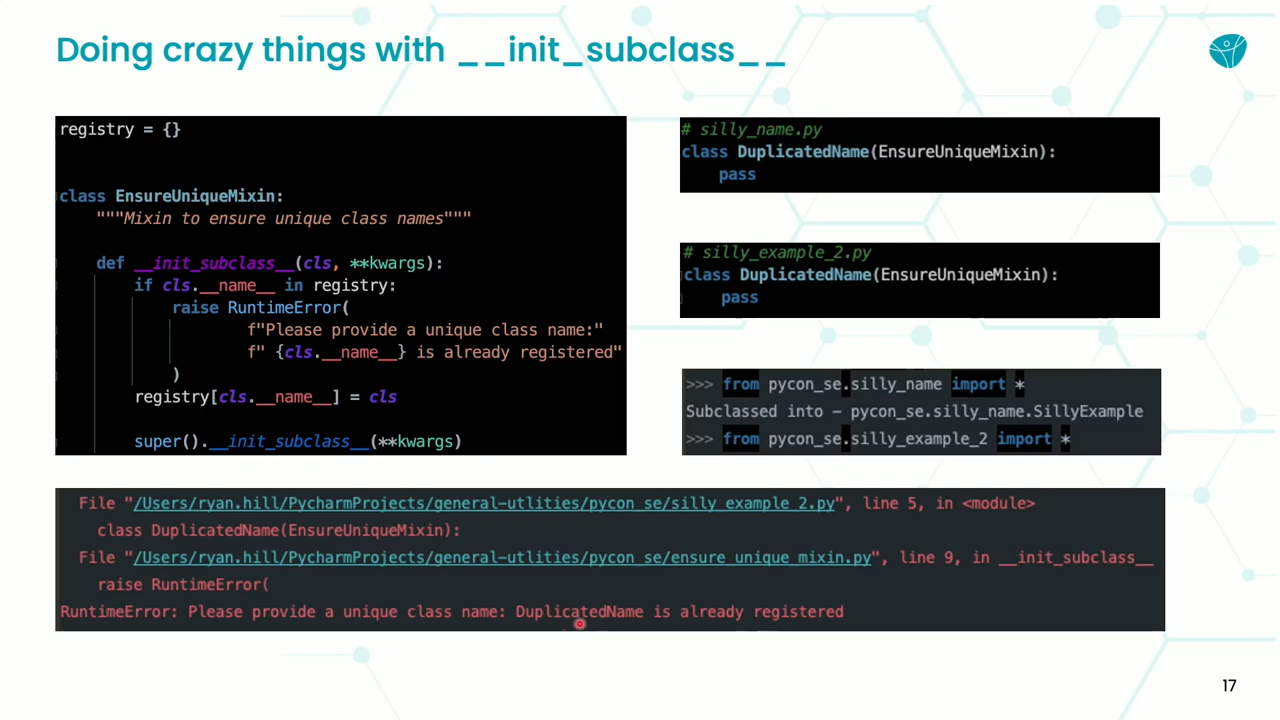 Doing crazy things with __init_subclass__
registry = {}
class EnsureUniqueMixin:
"""Mixin to ensure unique class names"""
def __init_subclass__(cls, **kwargs):
if cls.__name__ in registry:
raise RuntimeError(
f"Please provide a unique class name:"
f" {cls.__name__} is already registered"
)
registry[cls.__name__] = cls
super().__init_subclass__(**kwargs)
# silly_name.py
class DuplicatedName(EnsureUniqueMixin):
pass
# silly_example_2.py
class DuplicatedName(EnsureUniqueMixin):
pass
>>> from pycon_se.silly_name import *
Subclassed into - pycon_se.silly_name.SillyExample
>>> from pycon_se.silly_example_2 import *
File "/Users/ryan.hill/PycharmProjects/general-utlities/pycon_se/silly_example_2.py", line 5, in <module>
class DuplicatedName(EnsureUniqueMixin):
File "/Users/ryan.hill/PycharmProjects/general-utlities/pycon_se/ensure_unique_mixin.py", line 9, in __init_subclass__
raise RuntimeError(
RuntimeError: Please provide a unique class name: DuplicatedName is already registered
17